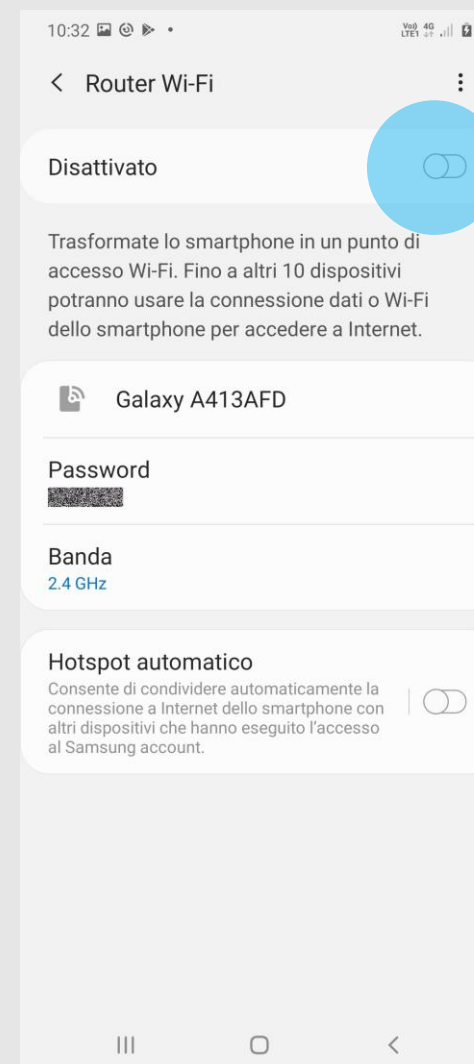 10:32
Vo)) 4G
LTE1
Router Wi-Fi
Disattivato
Trasformate lo smartphone in un punto di
accesso Wi-Fi. Fino a altri 10 dispositivi
potranno usare la connessione dati o Wi-Fi
dello smartphone per accedere a Internet.
Galaxy A413AFD
Password
Banda
2.4 GHz
Hotspot automatico
Consente di condividere automaticamente la
connessione a Internet dello smartphone con
altri dispositivi che hanno eseguito l'accesso
al Samsung account.